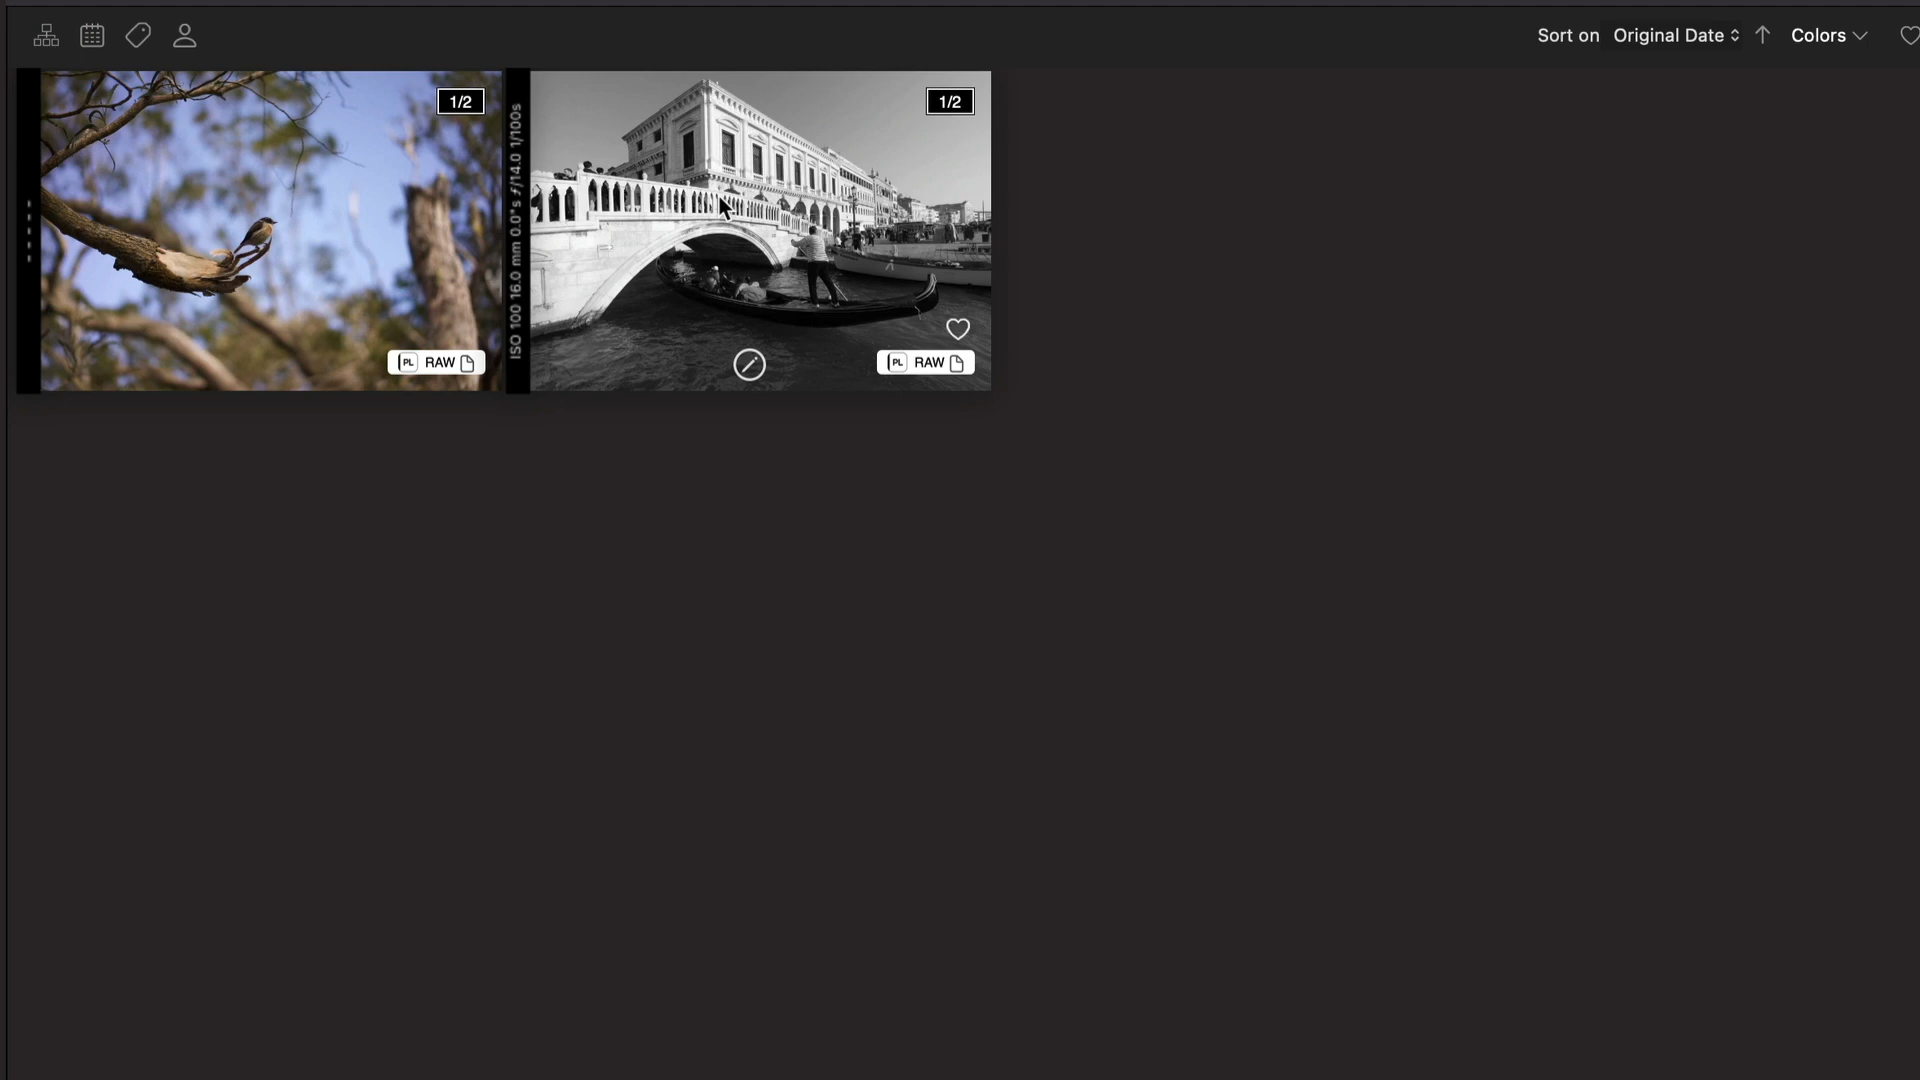 Sort on Original Date Colors
1/2
PL RAW
ISO 100 16.0 mm 0.0"s ƒ/14.0 1/100s
1/2
PL RAW